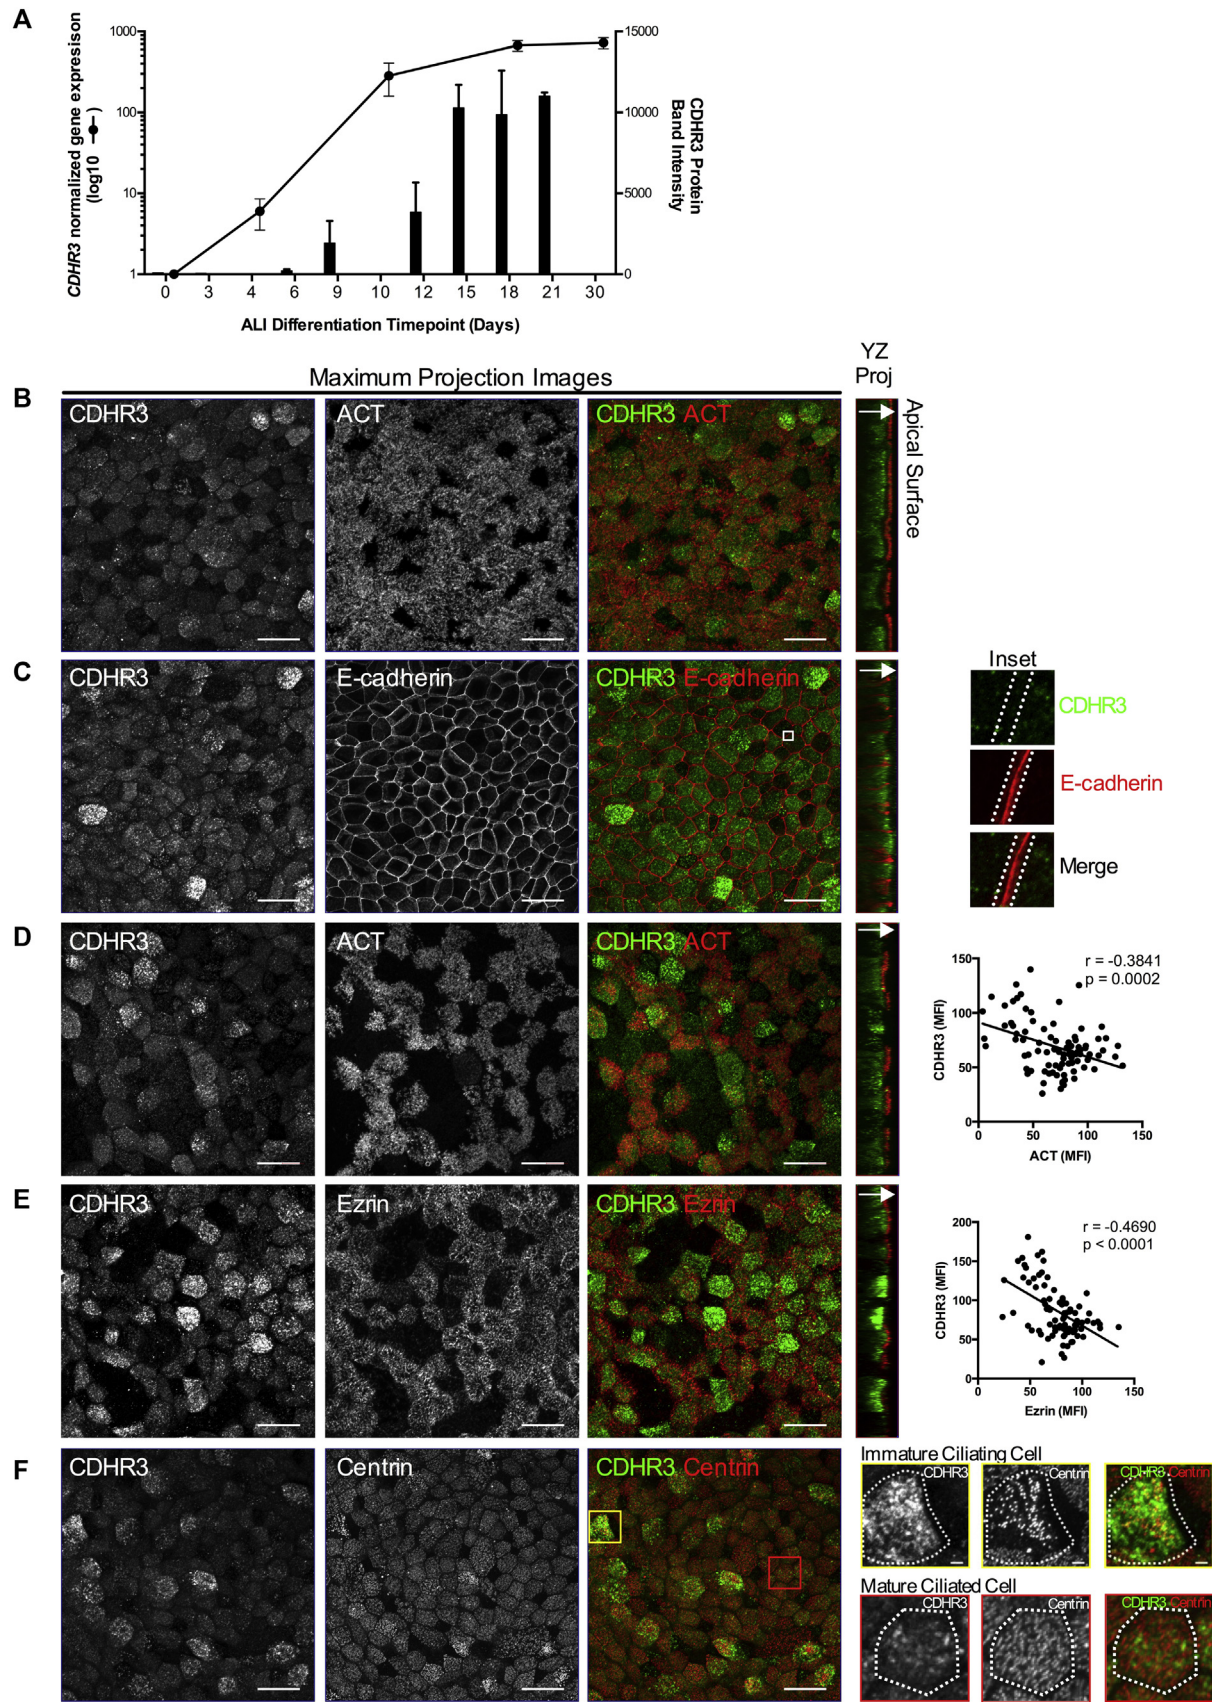 A
CDHR3 normalized gene expresison
(log10 )
1000
100
10
1
15000
10000
5000
0
CDHR3 Protein
Band Intensity
0 3 4 6 9 10 12 15 18 21 30
ALI Differentiation Timepoint (Days)
Maximum Projection Images
YZ
Proj
B
CDHR3
ACT
CDHR3 ACT
Apical Surface
C
CDHR3
E-cadherin
CDHR3 E-cadherin
Inset
CDHR3
E-cadherin
Merge
D
CDHR3
ACT
CDHR3 ACT
r = -0.3841
p = 0.0002
150
100
50
0
CDHR3 (MFI)
0 50 100 150
ACT (MFI)
E
CDHR3
Ezrin
CDHR3 Ezrin
r = -0.4690
p < 0.0001
200
150
100
50
0
CDHR3 (MFI)
0 50 100 150
Ezrin (MFI)
F
CDHR3
Centrin
CDHR3 Centrin
Immature Ciliating Cell
CDHR3
Centrin
CDHR3 Centrin
Mature Ciliated Cell
CDHR3
Centrin
CDHR3 Centrin